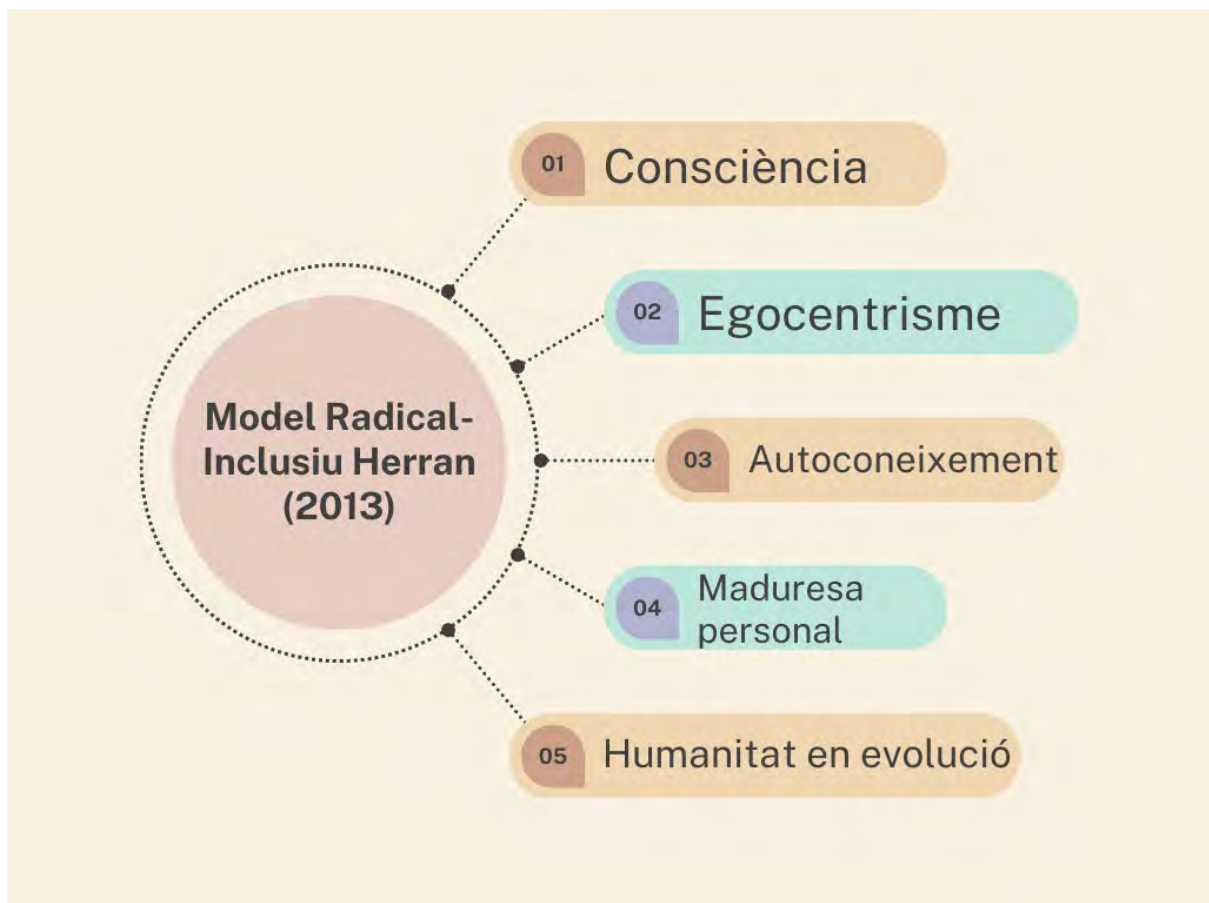 01 Consciència
02 Egocentrisme
Model Radical-
Inclusiu Herran
(2013)
03 Autoconeixement
04 Maduresa
personal
05 Humanitat en evolució